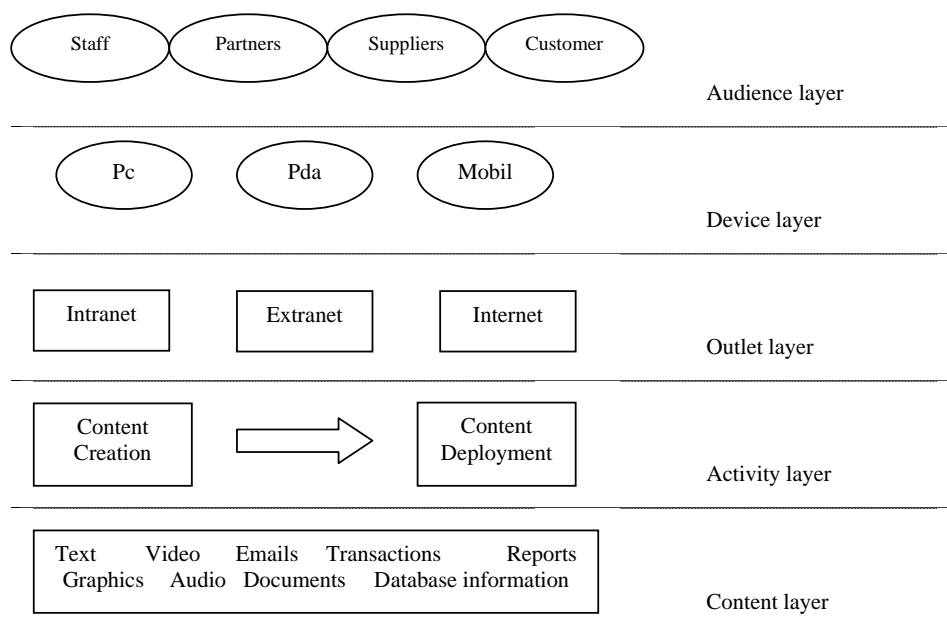 Staff Partners Suppliers Customer
Audience layer
Pc Pda Mobil
Device layer
Intranet Extranet Internet
Outlet layer
Content Creation
Content Deployment
Activity layer
Text Video Emails Transactions Reports
Graphics Audio Documents Database information
Content layer